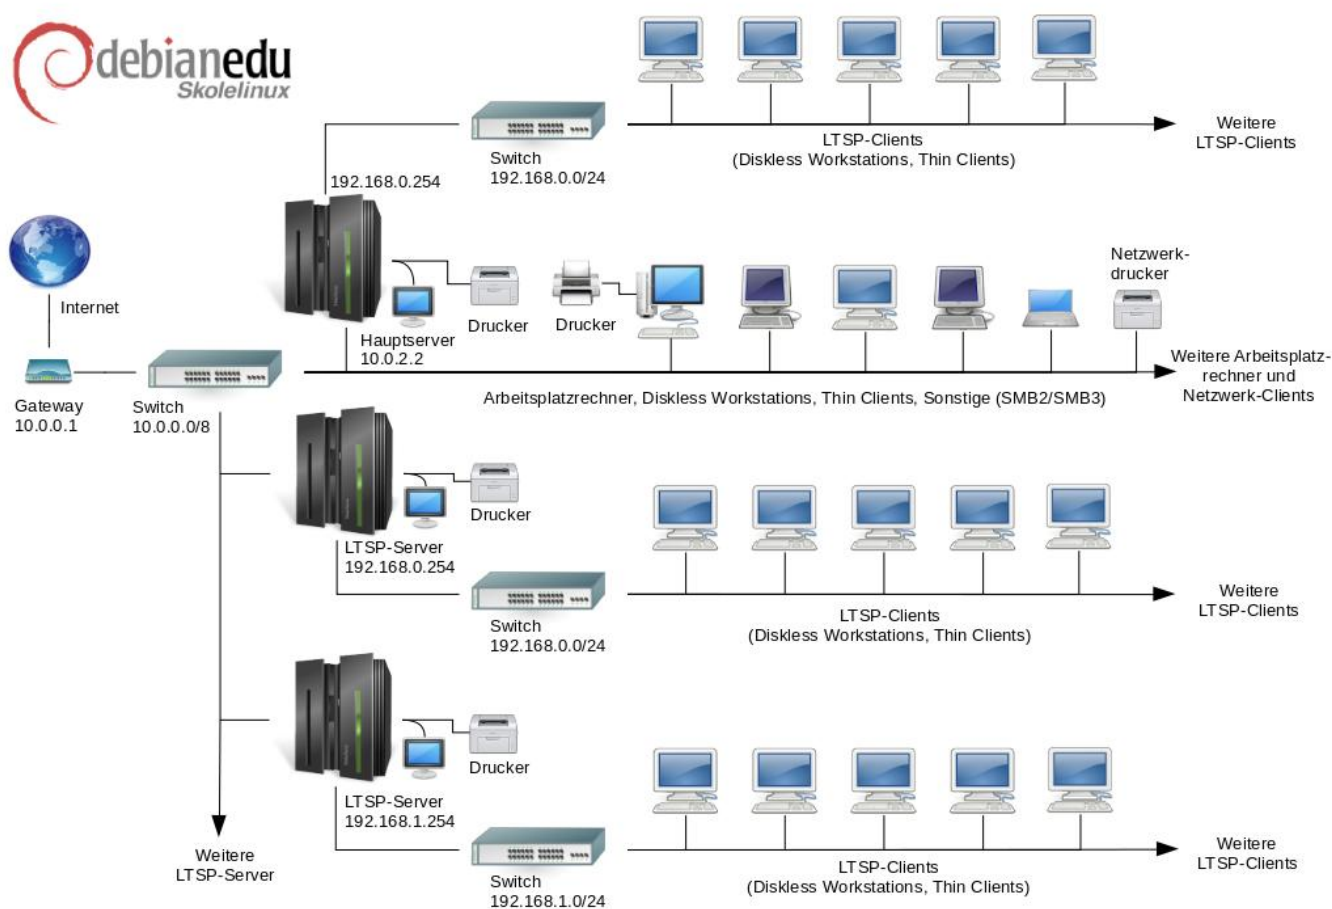 debianedu
Skolelinux
Switch
192.168.0.0/24
LTSP-Clients
(Diskless Workstations, Thin Clients)
Weitere
LTSP-Clients
192.168.0.254
Internet
Hauptserver
10.0.2.2
Drucker
Drucker
Netzwerk-
drucker
Gateway
10.0.0.1
Switch
10.0.0.0/8
Arbeitsplatzrechner, Diskless Workstations, Thin Clients, Sonstige (SMB2/SMB3)
Weitere Arbeitsplatz-
rechner und
Netzwerk-Clients
Drucker
LTSP-Server
192.168.0.254
Switch
192.168.0.0/24
LTSP-Clients
(Diskless Workstations, Thin Clients)
Weitere
LTSP-Clients
Drucker
LTSP-Server
192.168.1.254
Weitere
LTSP-Server
Switch
192.168.1.0/24
LTSP-Clients
(Diskless Workstations, Thin Clients)
Weitere
LTSP-Clients